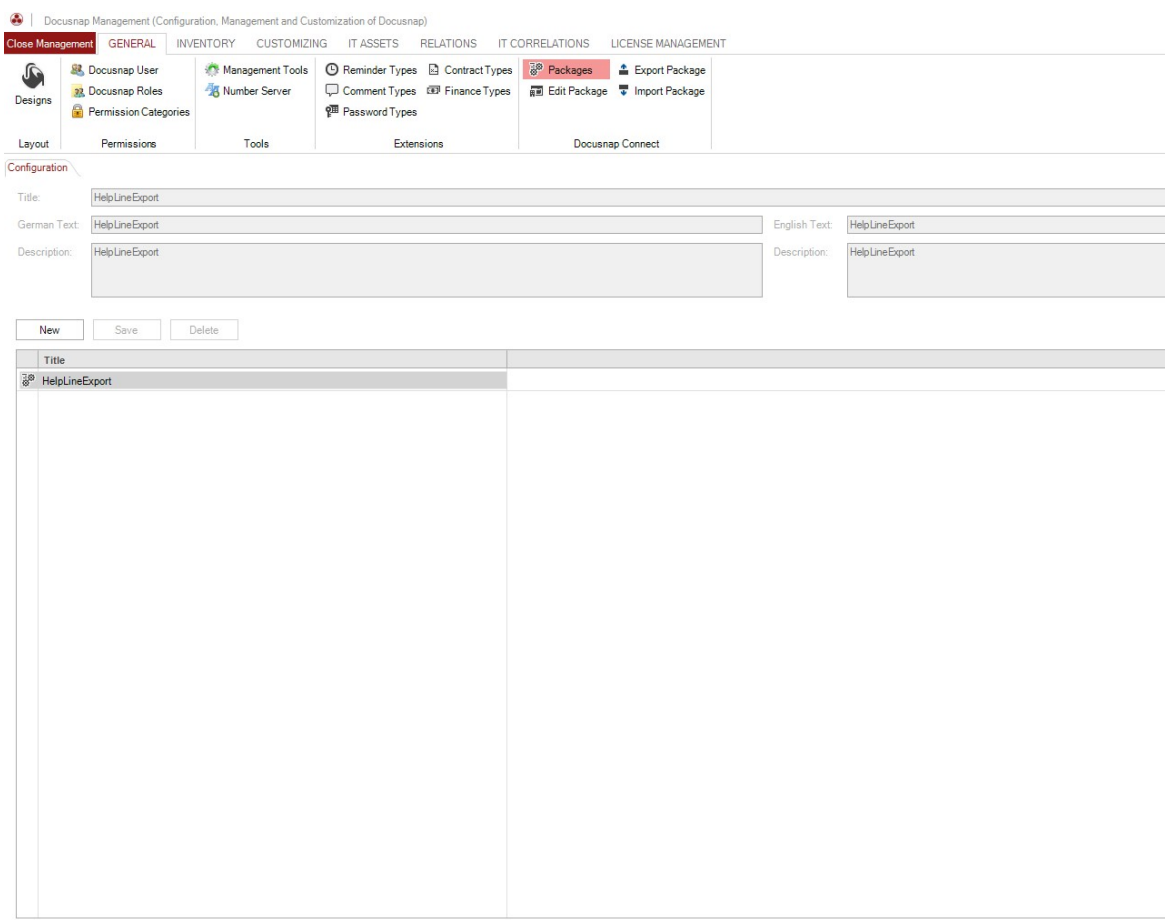 Docusnap Management (Configuration, Management and Customization of Docusnap)
Close Management GENERAL INVENTORY CUSTOMIZING IT ASSETS RELATIONS IT CORRELATIONS LICENSE MANAGEMENT
Docusnap User Management Tools Reminder Types Contract Types Packages Export Package
Designs Docusnap Roles Number Server Comment Types Finance Types Edit Package Import Package
Permission Categories Password Types
Layout Permissions Tools Extensions Docusnap Connect
Configuration
Title: HelpLineExport
German Text: HelpLineExport English Text: HelpLineExport
Description: HelpLineExport Description: HelpLineExport
New Save Delete
Title
HelpLineExport